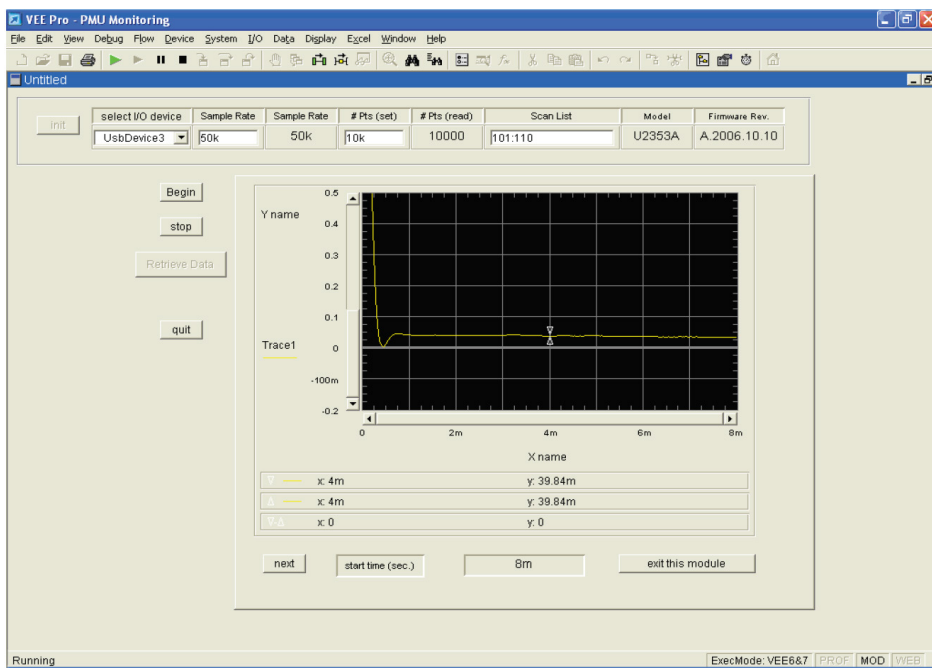 VEE Pro - PMU Monitoring
File Edit View Debug Flow Device System I/O Data Display Excel Window Help
Untitled
Init
select I/O device Sample Rate Sample Rate # Pts (set) # Pts (read) Scan List Model Firmware Rev.
UsbDevice3 50k 50k 10k 10000 101:110 U2353A A.2006.10.10
Begin
stop
Retrieve Data
quit
Y name
Trace1
0.5
0.4
0.3
0.2
0.1
0
-100m
-0.2
0 2m 4m 6m 8m
X name
x: 4m y: 39.84m
x: 4m y: 39.84m
x: 0 y: 0
next start time (sec.) 8m exit this module
Running ExecMode: VEE6&7 PROF MOD WEB